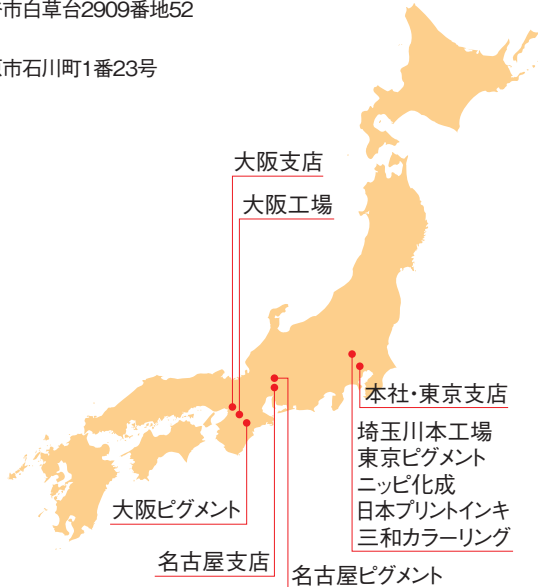 市白草台2909番地52
市石川町1番23号
大阪支店
大阪工場
本社・東京支店
埼玉川本工場
東京ピグメント
ニッピ化成
日本プリントインキ
三和カラーリング
大阪ピグメント
名古屋支店
名古屋ピグメント